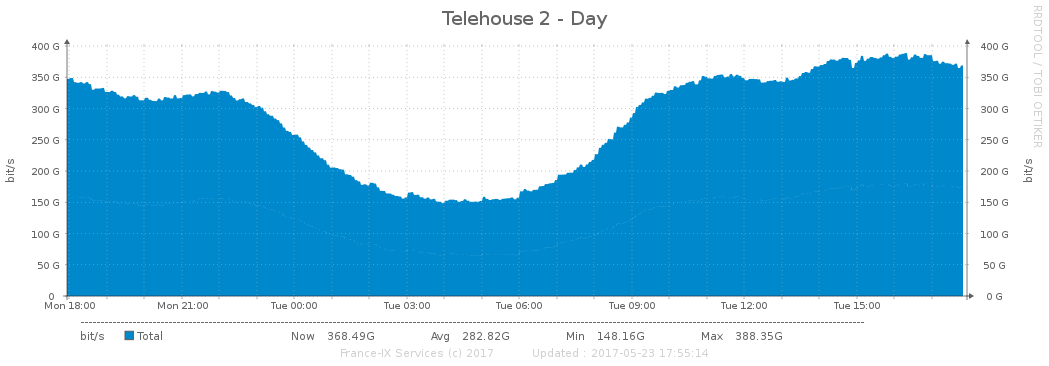 Telehouse 2 - Day
RRDTOOL / TOBI OETIKER
400 G 400 G
350 G 350 G
300 G 300 G
250 G 250 G
200 G 200 G
150 G 150 G
100 G 100 G
50 G 50 G
0 0 G
bit/s bit/s
Mon 18:00 Mon 21:00 Tue 00:00 Tue 03:00 Tue 06:00 Tue 09:00 Tue 12:00 Tue 15:00
bit/s Total Now 368.49G Avg 282.82G Min 148.16G Max 388.35G
France-IX Services (c) 2017 Updated : 2017-05-23 17:55:14